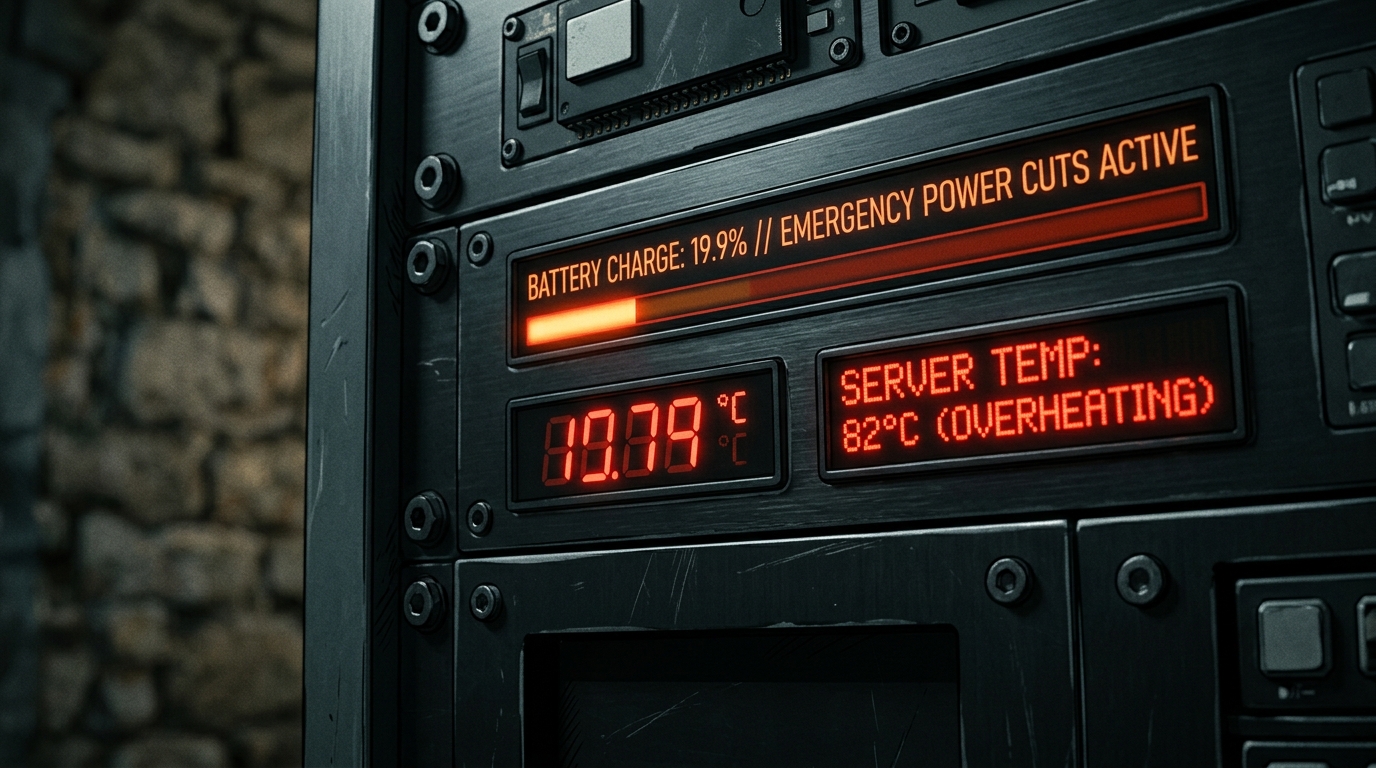 BATTERY CHARGE: 19.9% // EMERGENCY POWER CUTS ACTIVE
°C
SERVER TEMP:
82°C (OVERHEATING)